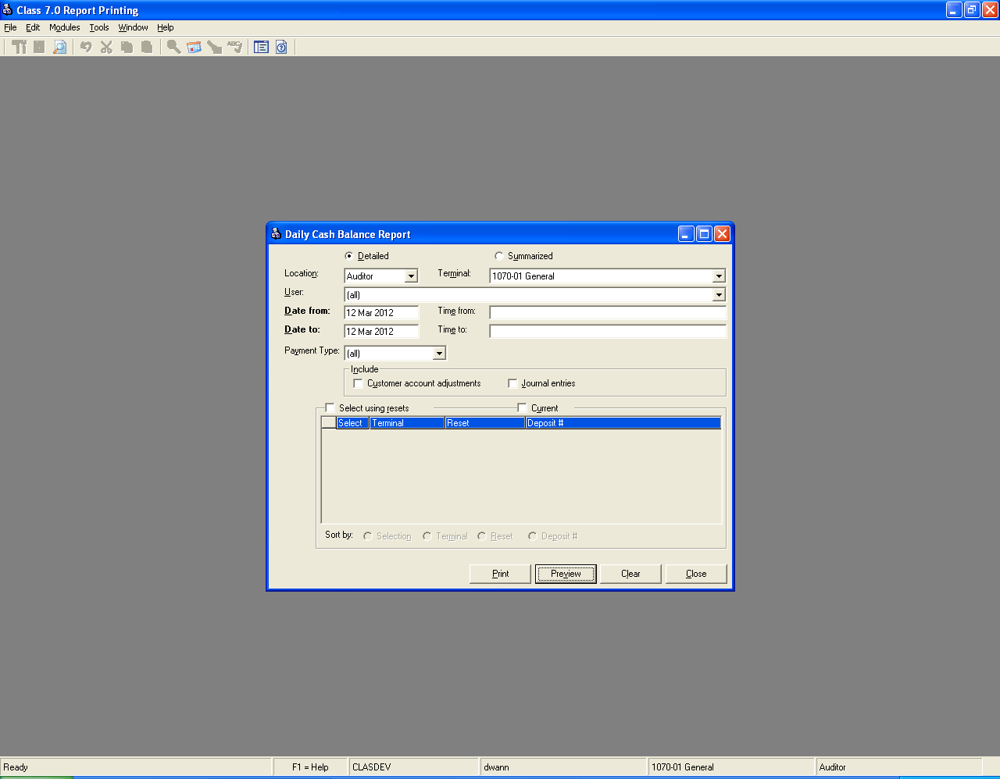 Class 7.0 Report Printing
File Edit Modules Tools Window Help
ABC
Daily Cash Balance Report
Detailed Summarized
Location: Auditor Terminal: 1070-01 General
User: (all)
Date from: 12 Mar 2012 Time from:
Date to: 12 Mar 2012 Time to:
Payment Type: (all)
Include
Customer account adjustments Journal entries
Select using resets Current
Select Terminal Reset Deposit #
Sort by: Selection Terminal Reset Deposit #
Print Preview Clear Close
Ready F1 = Help CLASDEV dwann 1070-01 General Auditor